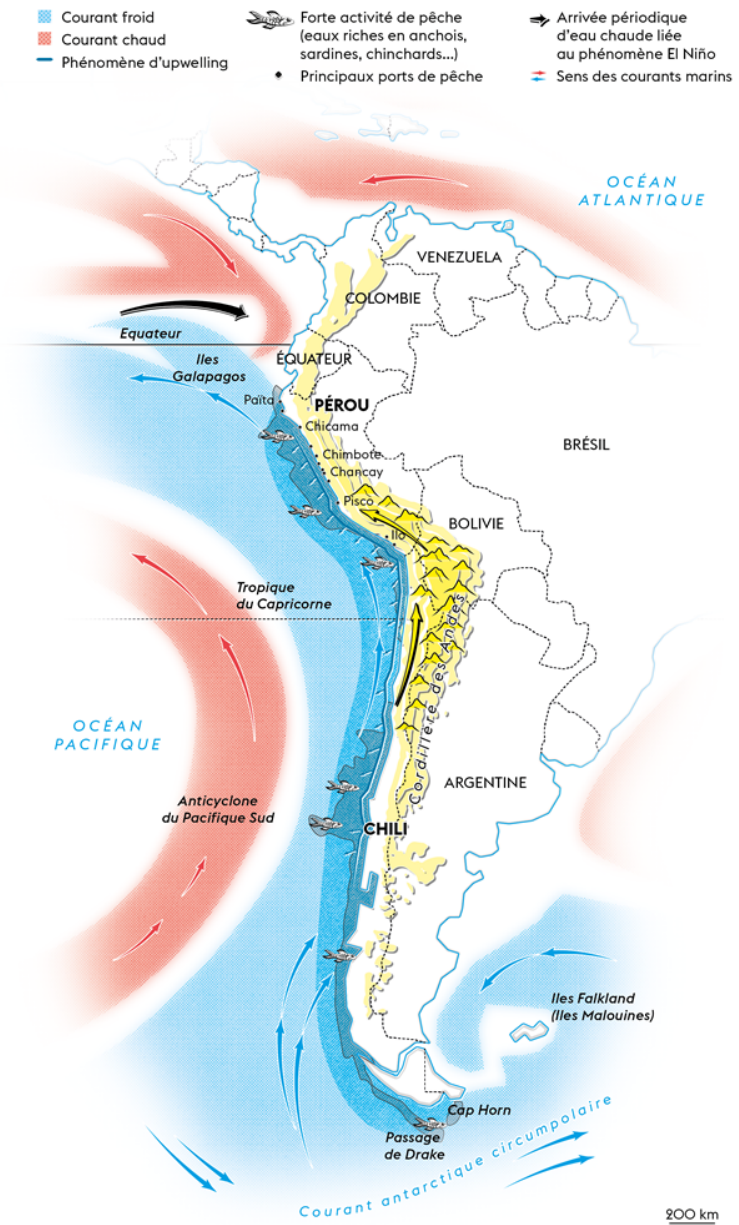 Courant froid
Courant chaud
Phénomène d'upwelling
Forte activité de pêche
(eaux riches en anchois,
sardines, chinchards...)
Principaux ports de pêche
Arrivée périodique
d'eau chaude liée
au phénomène El Niño
Sens des courants marins
OCÉAN
ATLANTIQUE
VENEZUELA
COLOMBIE
Equateur
Iles
Galapagos
ÉQUATEUR
Païta
PÉROU
Chicama
BRÉSIL
Chimbote
Chancay
Pisco
BOLIVIE
Ilo
Tropique
du Capricorne
Cordillère des Andes
OCÉAN
PACIFIQUE
ARGENTINE
Anticyclone
du Pacifique Sud
CHILI
Iles Falkland
(Iles Malouines)
Cap Horn
Passage
de Drake
Courant antarctique circumpolaire
200 km